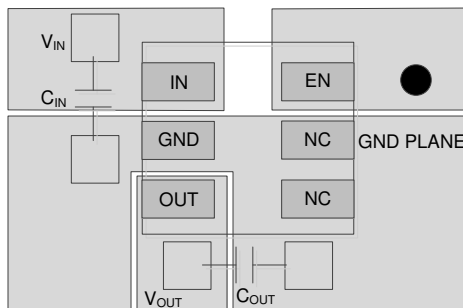 VIN
IN
EN
CIN
GND
NC
GND PLANE
OUT
NC
VOUT
COUT